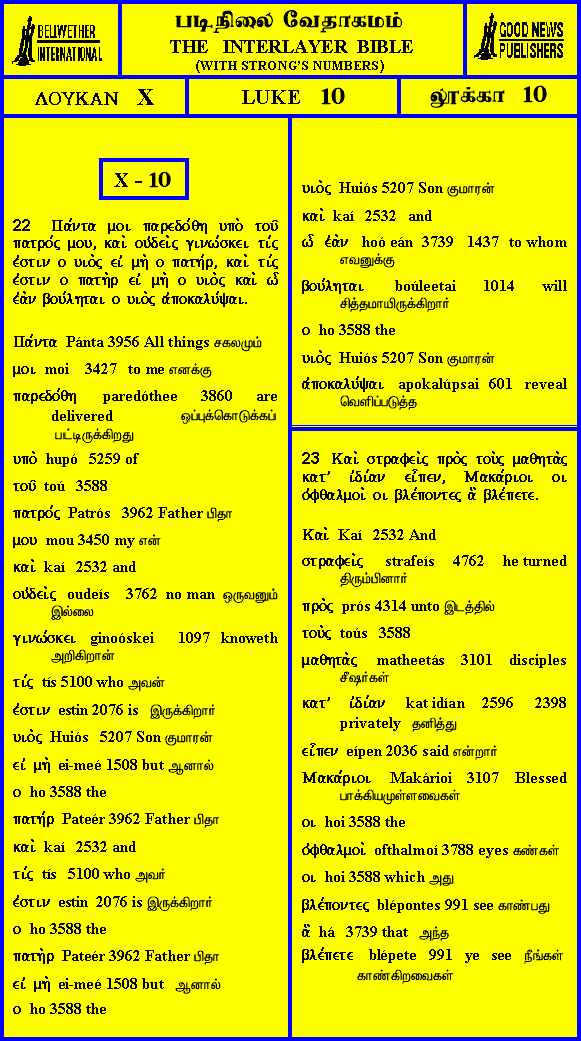 BELLWETHER
INTERNATIONAL
படிநிலை வேதாகமம்
THE INTERLAYER BIBLE
(WITH STRONG'S NUMBERS)
GOOD NEWS
PUBLISHERS
ΛΟΥΚΑΝ X
LUKE 10
லூக்கா 10
X - 10
22 Πάντα μοι παρεδόθη υπὸ τοῦ
πατρός μου, καὶ οὐδεὶς γινώσκει τίς
ἐστιν ο υιὸς εἰ μὴ ο πατήρ, καὶ τίς
ἐστιν ο πατὴρ εἰ μὴ ο υιὸς καὶ ὧ
ἐὰν βούληται ο υιὸς ἀποκαλύψαι.
Πάντα Pánta 3956 All things சகலமும்
μοι moi 3427 to me எனக்கு
παρεδόθη paredóthee 3860 are
delivered ஒப்புக்கொடுக்கப்
பட்டிருக்கிறது
υπὸ hupó 5259 of
τοῦ toú 3588
πατρός Patrós 3962 Father பிதா
μου mou 3450 my என்
καὶ kaí 2532 and
οὐδεὶς oudeís 3762 no man ஒருவனும்
இல்லை
γινώσκει ginoóskei 1097 knoweth
அறிகிறான்
τίς tís 5100 who அவன்
ἐστιν estin 2076 is இருக்கிறார்
υιὸς Huiós 5207 Son குமாரன்
εἰ μὴ ei-meé 1508 but ஆனால்
ο ho 3588 the
πατήρ Pateér 3962 Father பிதா
καὶ kaí 2532 and
τίς tís 5100 who அவர்
ἐστιν estin 2076 is இருக்கிறார்
ο ho 3588 the
πατὴρ Pateér 3962 Father பிதா
εἰ μὴ ei-meé 1508 but ஆனால்
ο ho 3588 the
υιὸς Huiós 5207 Son குமாரன்
καὶ kaí 2532 and
ὧ ἐὰν hoó eán 3739 1437 to whom
எவனுக்கு
βούληται boúleetai 1014 will
சித்தமாயிருக்கிறார்
ο ho 3588 the
υιὸς Huiós 5207 Son குமாரன்
ἀποκαλύψαι apokalúpsai 601 reveal
வெளிப்படுத்த
23 Καὶ στραφεὶς πρὸς τοὺς μαθητὰς
κατ' ἰδίαν εἶπεν, Μακάριοι οι
ὀφθαλμοὶ οι βλέποντες ἃ βλέπετε.
Καὶ Kaí 2532 And
στραφεὶς strafeís 4762 he turned
திரும்பினார்
πρὸς prós 4314 unto இடத்தில்
τοὺς toús 3588
μαθητὰς matheetás 3101 disciples
சீஷர்கள்
κατ' ἰδίαν kat idían 2596 2398
privately தனித்து
εἶπεν eípen 2036 said என்றார்
Μακάριοι Makárioi 3107 Blessed
பாக்கியமுள்ளவைகள்
οι hoi 3588 the
ὀφθαλμοὶ ofthalmoí 3788 eyes கண்கள்
οι hoi 3588 which அது
βλέποντες blépontes 991 see காண்பது
ἃ há 3739 that அந்த
βλέπετε blépete 991 ye see நீங்கள்
காண்கிறவைகள்